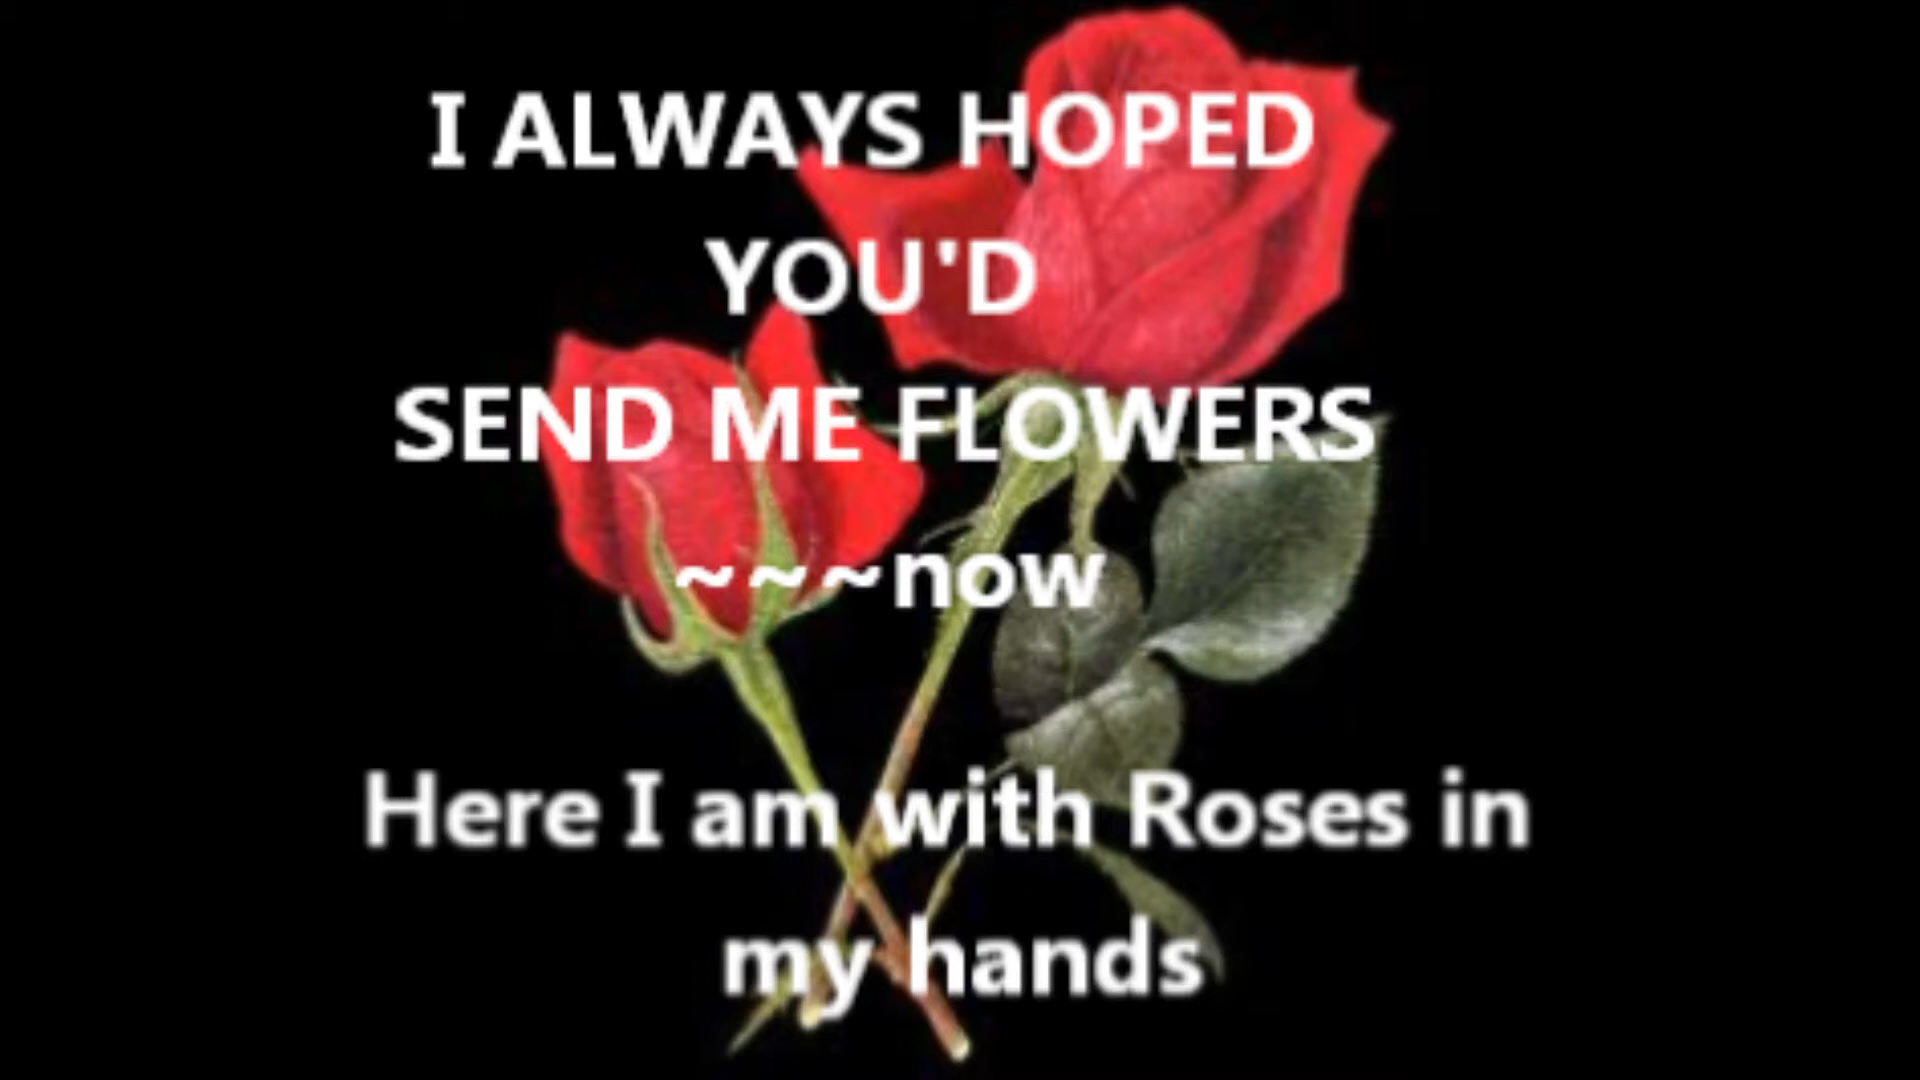 I ALWAYS HOPED
YOU'D
SEND ME FLOWERS
~~~now
Here I am with Roses in
my hands